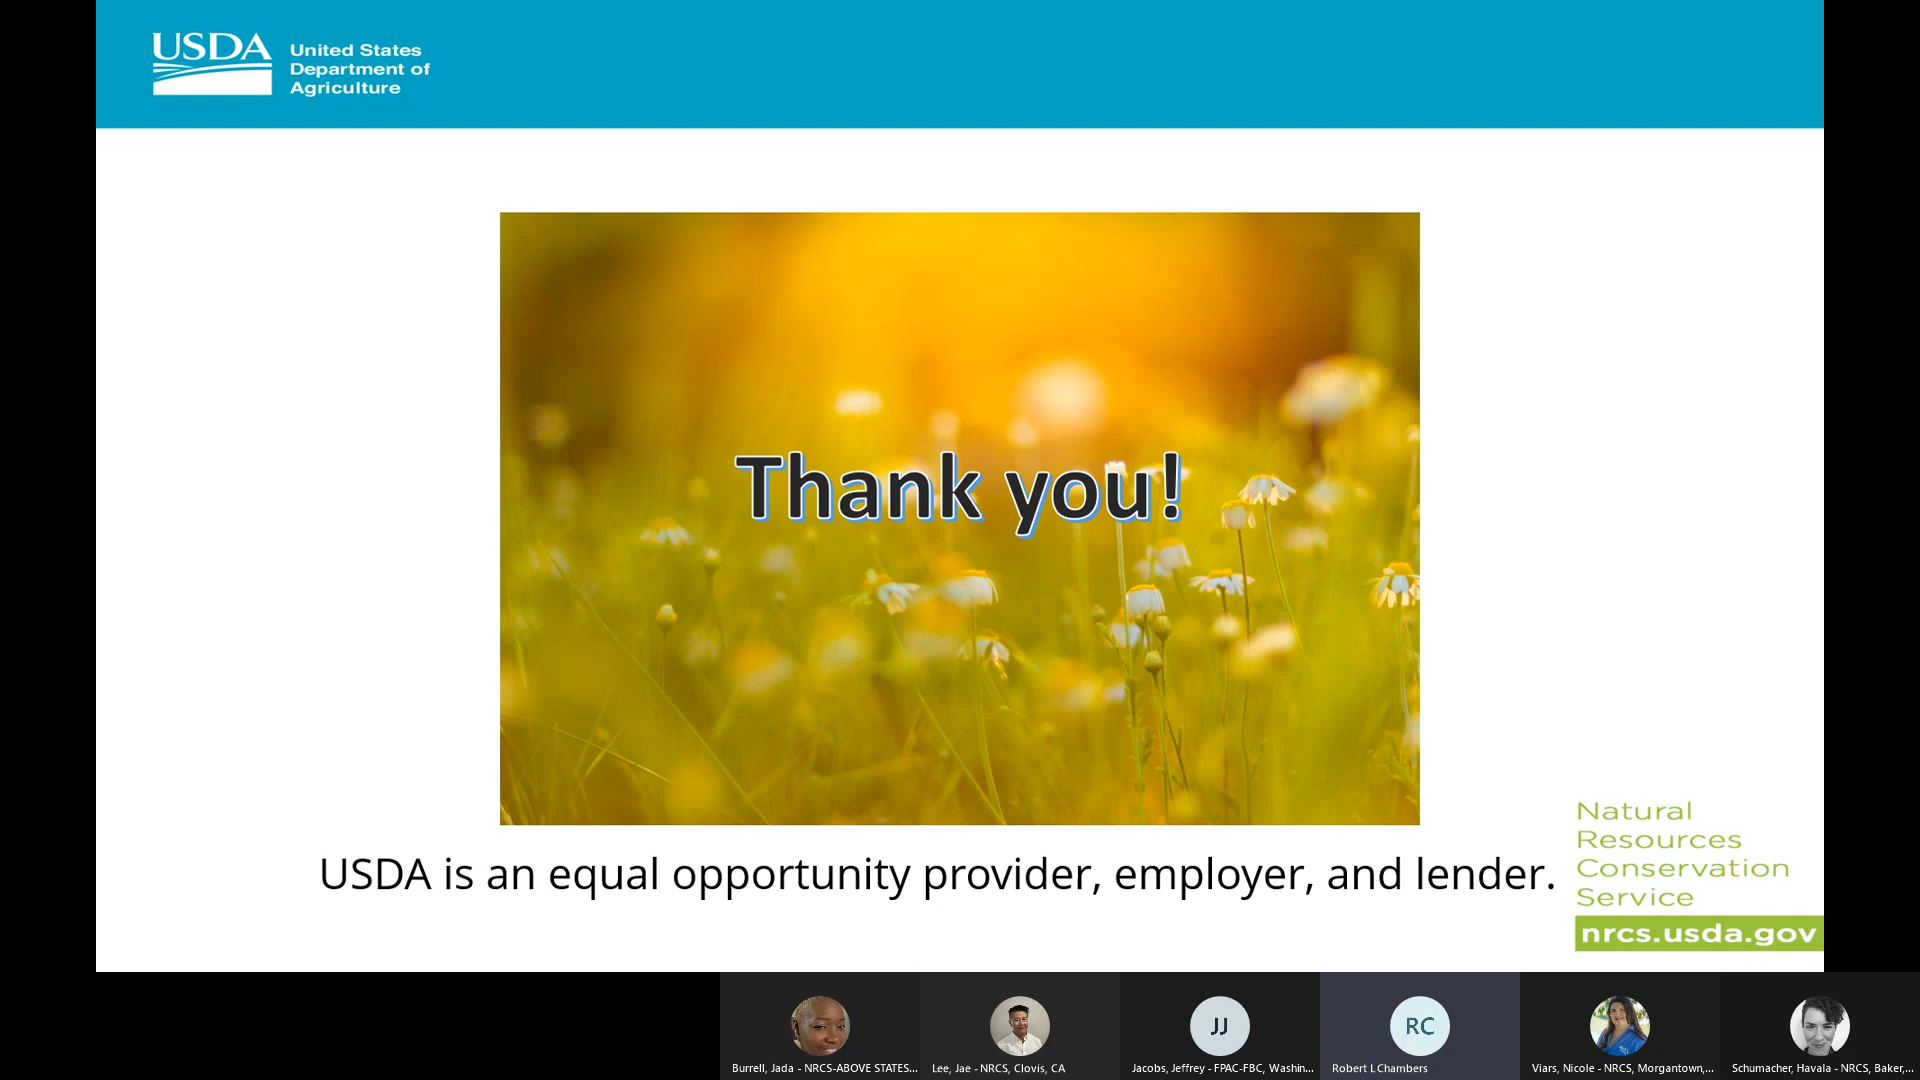 USDA
United States
Department of
Agriculture
Thank you!
USDA is an equal opportunity provider, employer, and lender.
Natural
Resources
Conservation
Service
nrcs.usda.gov
JJ
RC
Burrell, Jada - NRCS-ABOVE STATES...
Lee, Jae - NRCS, Clovis, CA
Jacobs, Jeffrey - FPAC-FBC, Washin...
Robert L Chambers
Viars, Nicole - NRCS, Morgantown,...
Schumacher, Havala - NRCS, Baker,...